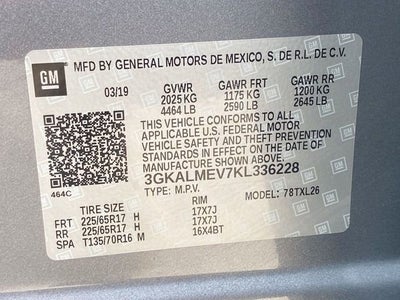 GM MFD BY GENERAL MOTORS DE MEXICO, S. DE R.L. DE C.V.
03/19 GVWR GAWR FRT GAWR RR
2025 KG 1175 KG 1200 KG
4464 LB 2590 LB 2645 LB
THIS VEHICLE CONFORMS TO ALL
APPLICABLE U.S. FEDERAL MOTOR
VEHICLE SAFETY AND THEFT PREVENTION
STANDARDS IN EFFECT ON THE DATE OF
MANUFACTURE SHOWN ABOVE.
3GKALMEV7KL336228
464C TYPE: M.P.V. MODEL: 78TXL26
TIRE SIZE RIM
FRT 225/65R17 H 17X7J
RR 225/65R17 H 17X7J
SPA T135/70R16 M 16X4BT